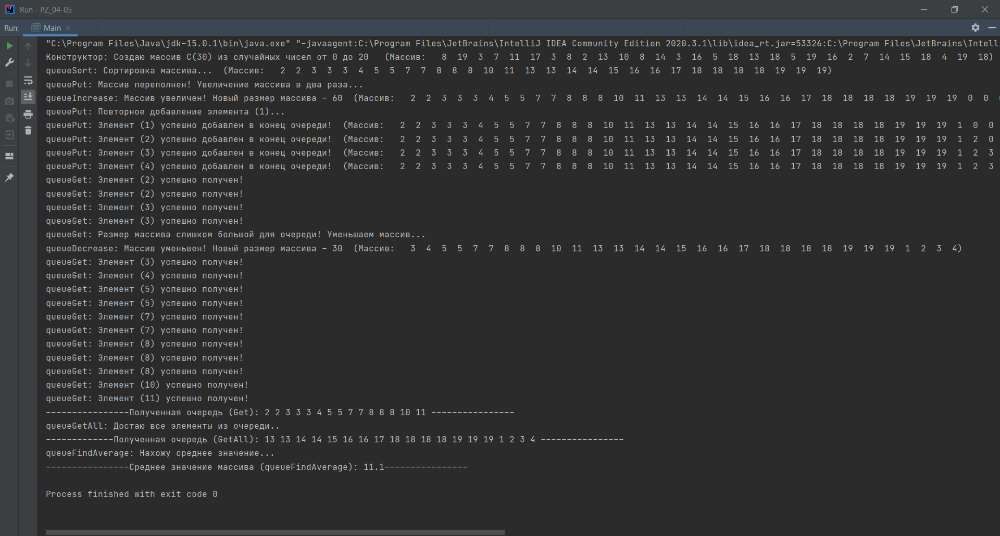 Run - PZ_04-05
Run: Main
"C:\Program Files\Java\jdk-15.0.1\bin\java.exe" "-javaagent:C:\Program Files\JetBrains\IntelliJ IDEA Community Edition 2020.3.1\lib\idea_rt.jar=53326:C:\Program Files\JetBrains\Intell
Конструктор: Создаю массив С(30) из случайных чисел от 0 до 20 (Массив: 8 19 3 7 11 17 3 8 2 13 10 8 14 3 16 5 18 13 18 5 19 16 2 7 14 15 18 4 19 18)
queueSort: Сортировка массива... (Массив: 2 2 3 3 3 4 5 5 7 7 8 8 8 10 11 13 13 14 14 15 16 16 17 18 18 18 18 19 19 19)
queuePut: Массив переполнен! Увеличение массива в два раза...
queueIncrease: Массив увеличен! Новый размер массива - 60 (Массив: 2 2 3 3 3 4 5 5 7 7 8 8 8 10 11 13 13 14 14 15 16 16 17 18 18 18 18 19 19 19 0 0
queuePut: Повторное добавление элемента (1)...
queuePut: Элемент (1) успешно добавлен в конец очереди! (Массив: 2 2 3 3 3 4 5 5 7 7 8 8 8 10 11 13 13 14 14 15 16 16 17 18 18 18 18 19 19 19 1 0 0
queuePut: Элемент (2) успешно добавлен в конец очереди! (Массив: 2 2 3 3 3 4 5 5 7 7 8 8 8 10 11 13 13 14 14 15 16 16 17 18 18 18 18 19 19 19 1 2 0
queuePut: Элемент (3) успешно добавлен в конец очереди! (Массив: 2 2 3 3 3 4 5 5 7 7 8 8 8 10 11 13 13 14 14 15 16 16 17 18 18 18 18 19 19 19 1 2 3
queuePut: Элемент (4) успешно добавлен в конец очереди! (Массив: 2 2 3 3 3 4 5 5 7 7 8 8 8 10 11 13 13 14 14 15 16 16 17 18 18 18 18 19 19 19 1 2 3
queueGet: Элемент (2) успешно получен!
queueGet: Элемент (2) успешно получен!
queueGet: Элемент (3) успешно получен!
queueGet: Элемент (3) успешно получен!
queueGet: Размер массива слишком большой для очереди! Уменьшаем массив...
queueDecrease: Массив уменьшен! Новый размер массива - 30 (Массив: 3 4 5 5 7 7 8 8 8 10 11 13 13 14 14 15 16 16 17 18 18 18 18 19 19 19 1 2 3 4)
queueGet: Элемент (3) успешно получен!
queueGet: Элемент (4) успешно получен!
queueGet: Элемент (5) успешно получен!
queueGet: Элемент (5) успешно получен!
queueGet: Элемент (7) успешно получен!
queueGet: Элемент (7) успешно получен!
queueGet: Элемент (8) успешно получен!
queueGet: Элемент (8) успешно получен!
queueGet: Элемент (8) успешно получен!
queueGet: Элемент (10) успешно получен!
queueGet: Элемент (11) успешно получен!
----------------Полученная очередь (Get): 2 2 3 3 3 4 5 5 7 7 8 8 8 10 11 ----------------
queueGetAll: Достаю все элементы из очереди..
-------------Полученная очередь (GetAll): 13 13 14 14 15 16 16 17 18 18 18 18 19 19 19 1 2 3 4 ----------------
queueFindAverage: Нахожу среднее значение...
----------------Среднее значение массива (queueFindAverage): 11.1----------------
Process finished with exit code 0